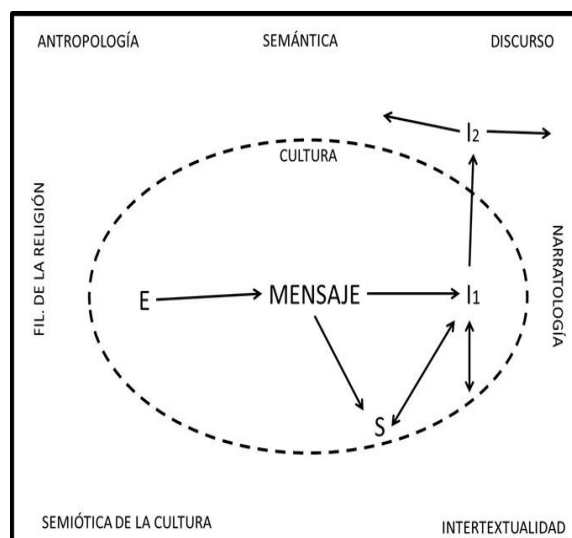 ANTROPOLOGÍA
SEMÁNTICA
DISCURSO
I2
CULTURA
FIL. DE LA RELIGIÓN
NARRATOLOGÍA
E
MENSAJE
I1
S
SEMIÓTICA DE LA CULTURA
INTERTEXTUALIDAD